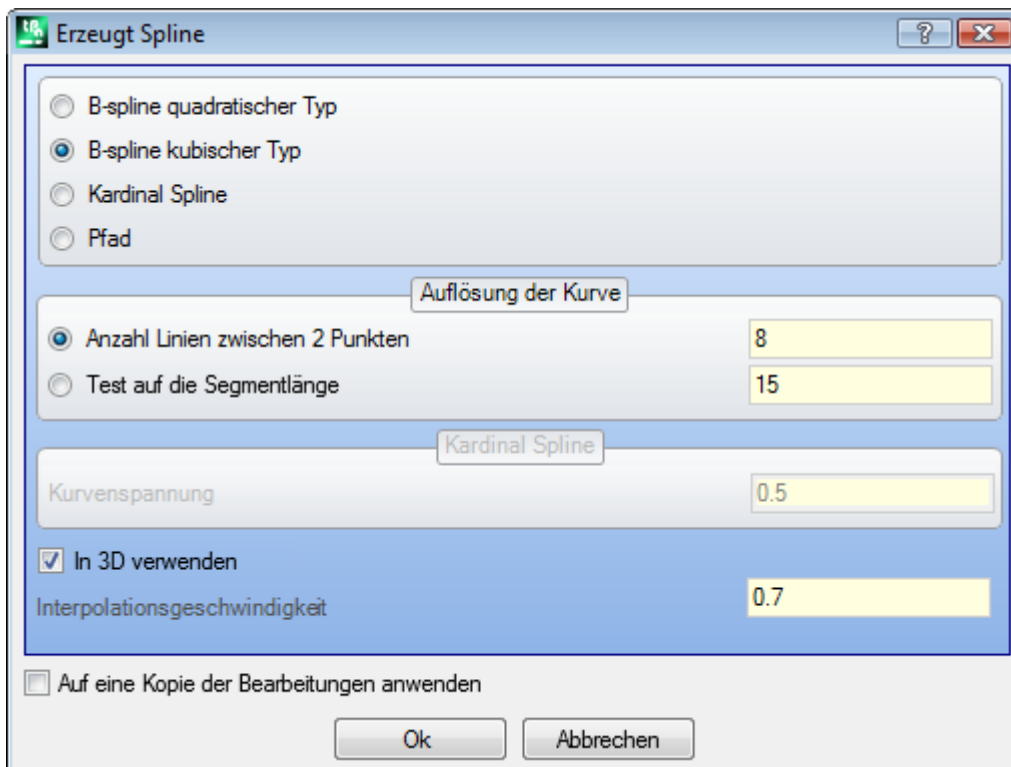 Erzeugt Spline
B-spline quadratischer Typ
B-spline kubischer Typ
Kardinal Spline
Pfad
Auflösung der Kurve
Anzahl Linien zwischen 2 Punkten 8
Test auf die Segmentlänge 15
Kardinal Spline
Kurvenspannung 0.5
In 3D verwenden
Interpolationsgeschwindigkeit 0.7
Auf eine Kopie der Bearbeitungen anwenden
Ok Abbrechen